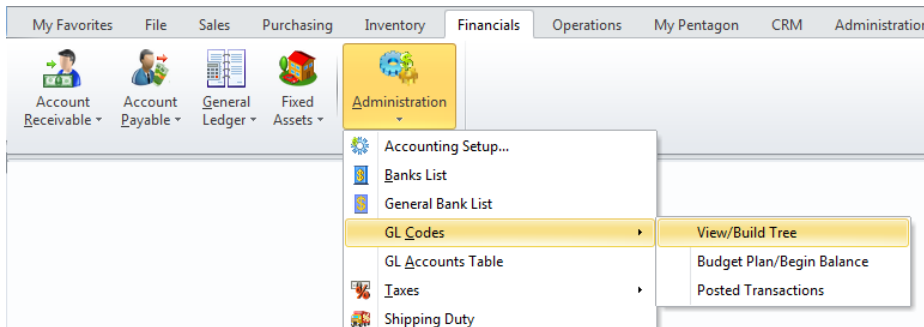 My Favorites File Sales Purchasing Inventory Financials Operations My Pentagon CRM Administration
Account Receivable
Account Payable
General Ledger
Fixed Assets
Administration
Accounting Setup...
Banks List
General Bank List
GL Codes
View/Build Tree
GL Accounts Table
Budget Plan/Begin Balance
Taxes
Posted Transactions
Shipping Duty